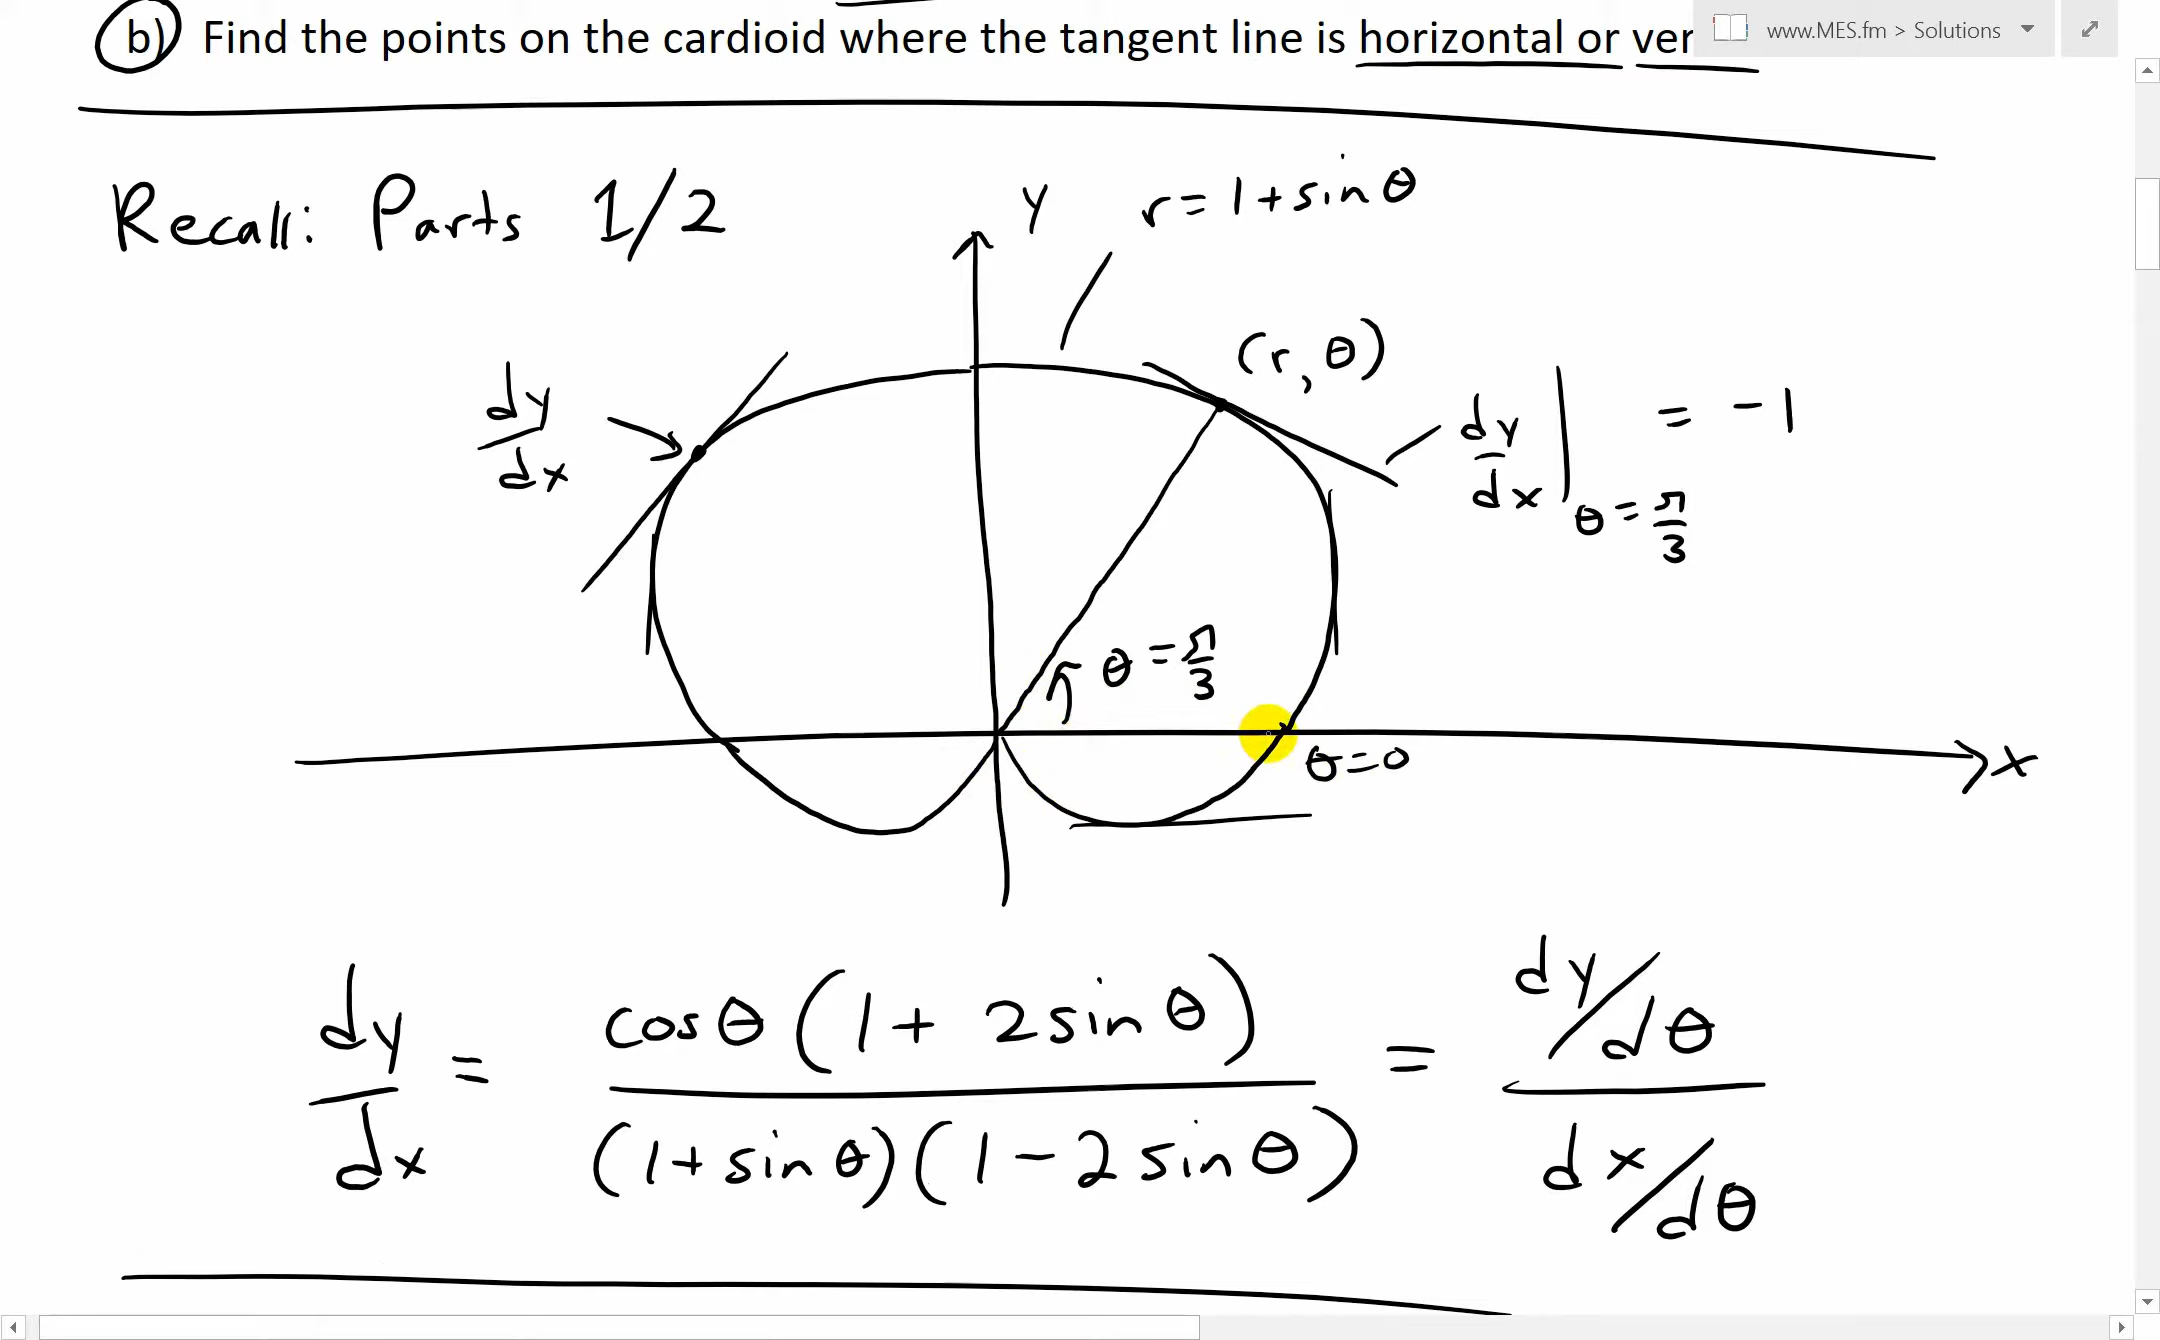 b) Find the points on the cardioid where the tangent line is horizontal or ver
www.MES.fm > Solutions
Recall: Parts 1/2
y
r = 1 + sin θ
(r, θ)
dy/dx
dy/dx | θ = π/3 = -1
θ = π/3
θ = 0
x
dy/dx = cos θ (1 + 2 sin θ) / (1 + sin θ)(1 - 2 sin θ) = dy/dθ / dx/dθ